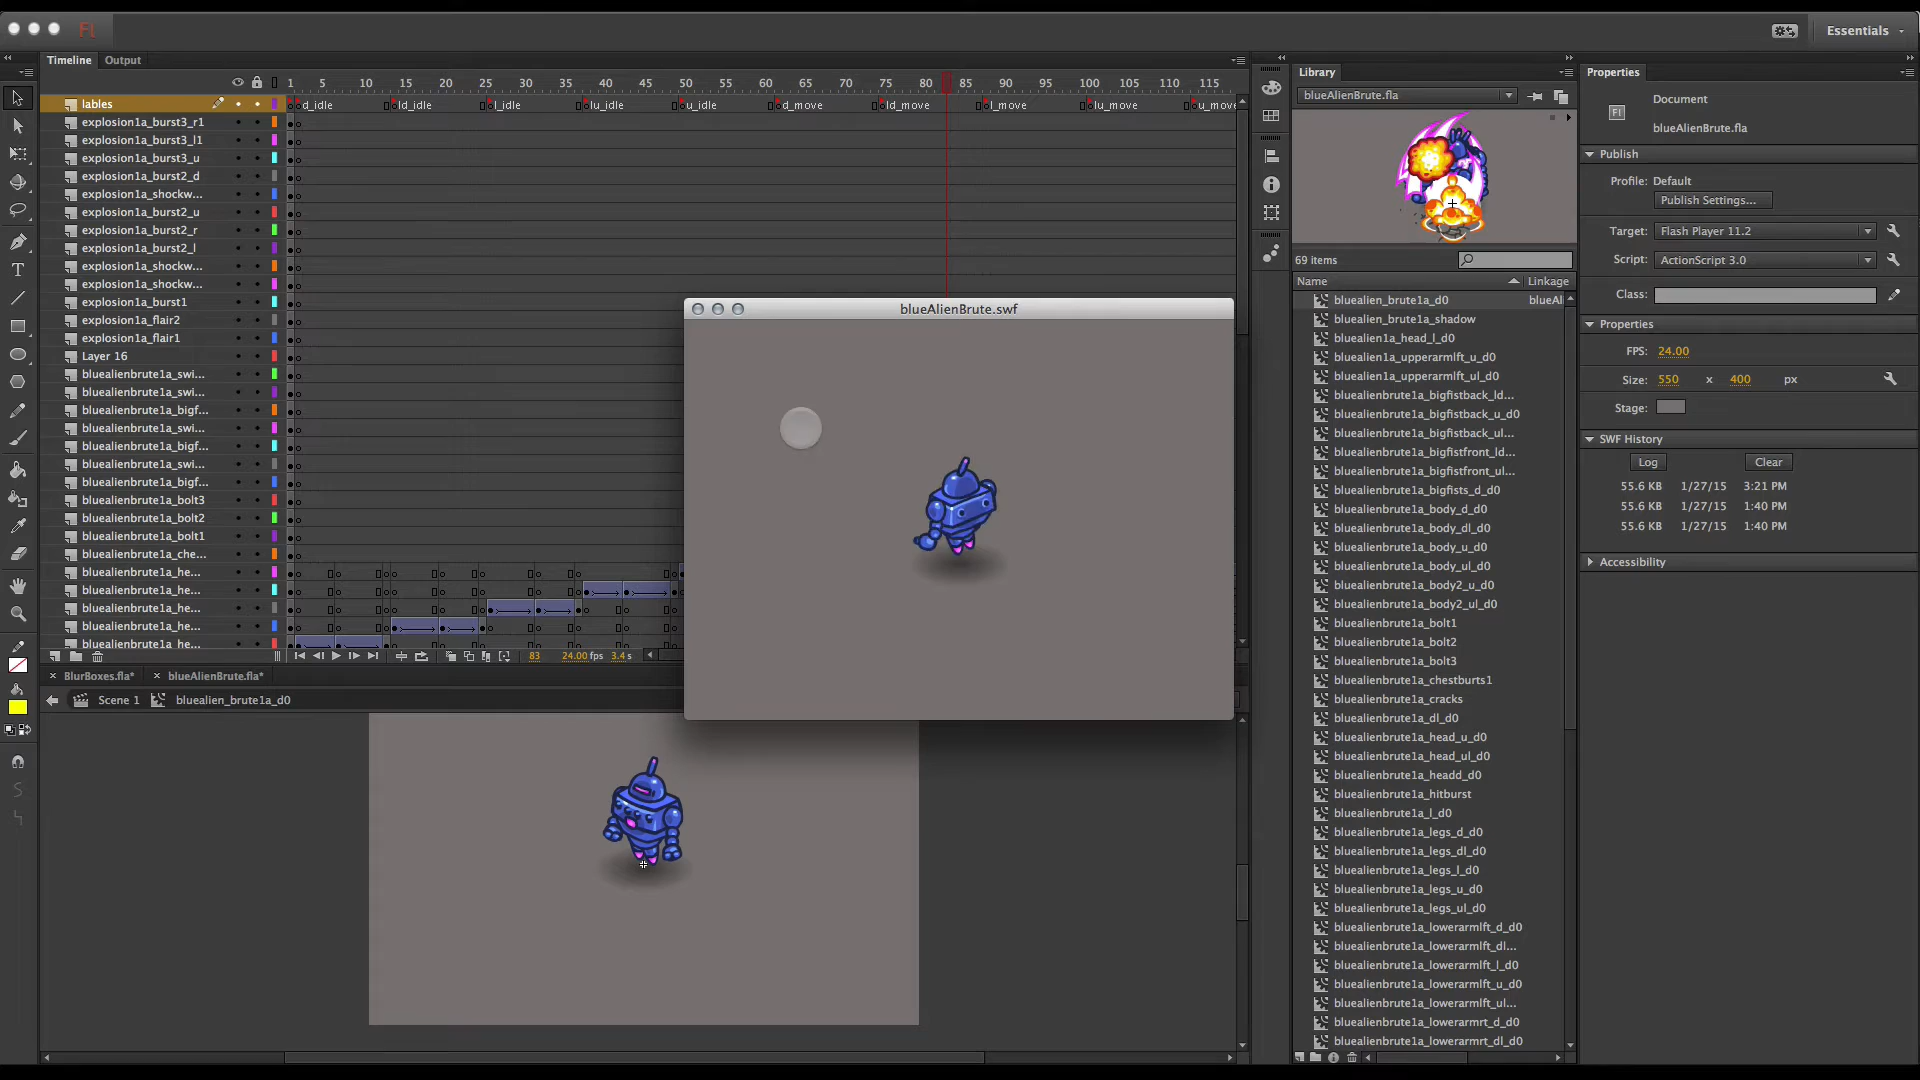 Fl
Essentials
Timeline
Output
1 5 10 15 20 25 30 35 40 45 50 55 60 65 70 75 80 85 90 95 100 105 110 115
lables
d_idle
ld_idle
l_idle
lu_idle
u_idle
d_move
ld_move
l_move
lu_move
u_move
explosion1a_burst3_r1
explosion1a_burst3_l1
explosion1a_burst3_u
explosion1a_burst2_d
explosion1a_shockw...
explosion1a_burst2_u
explosion1a_burst2_r
explosion1a_burst2_l
explosion1a_shockw...
explosion1a_shockw...
explosion1a_burst1
explosion1a_flair2
explosion1a_flair1
Layer 16
bluealienbrute1a_swi...
bluealienbrute1a_swi...
bluealienbrute1a_bigf...
bluealienbrute1a_swi...
bluealienbrute1a_bigf...
bluealienbrute1a_swi...
bluealienbrute1a_bigf...
bluealienbrute1a_bolt3
bluealienbrute1a_bolt2
bluealienbrute1a_bolt1
bluealienbrute1a_che...
bluealienbrute1a_he...
bluealienbrute1a_he...
bluealienbrute1a_he...
bluealienbrute1a_he...
bluealienbrute1a_he...
83
24.00 fps
3.4 s
BlurBoxes.fla*
blueAlienBrute.fla*
Scene 1
bluealien_brute1a_d0
blueAlienBrute.swf
Library
blueAlienBrute.fla
69 items
Name
Linkage
bluealien_brute1a_d0
blueAl
bluealien_brute1a_shadow
bluealien1a_head_l_d0
bluealien1a_upperarmlft_u_d0
bluealien1a_upperarmlft_ul_d0
bluealienbrute1a_bigfistback_ld...
bluealienbrute1a_bigfistback_u_d0
bluealienbrute1a_bigfistback_ul...
bluealienbrute1a_bigfistfront_ld...
bluealienbrute1a_bigfistfront_ul...
bluealienbrute1a_bigfists_d_d0
bluealienbrute1a_body_d_d0
bluealienbrute1a_body_dl_d0
bluealienbrute1a_body_u_d0
bluealienbrute1a_body_ul_d0
bluealienbrute1a_body2_u_d0
bluealienbrute1a_body2_ul_d0
bluealienbrute1a_bolt1
bluealienbrute1a_bolt2
bluealienbrute1a_bolt3
bluealienbrute1a_chestburts1
bluealienbrute1a_cracks
bluealienbrute1a_dl_d0
bluealienbrute1a_head_u_d0
bluealienbrute1a_head_ul_d0
bluealienbrute1a_headd_d0
bluealienbrute1a_hitburst
bluealienbrute1a_l_d0
bluealienbrute1a_legs_d_d0
bluealienbrute1a_legs_dl_d0
bluealienbrute1a_legs_l_d0
bluealienbrute1a_legs_u_d0
bluealienbrute1a_legs_ul_d0
bluealienbrute1a_lowerarmlft_d_d0
bluealienbrute1a_lowerarmlft_dl...
bluealienbrute1a_lowerarmlft_l_d0
bluealienbrute1a_lowerarmlft_u_d0
bluealienbrute1a_lowerarmlft_ul...
bluealienbrute1a_lowerarmrt_d_d0
bluealienbrute1a_lowerarmrt_dl_d0
Properties
Fl
Document
blueAlienBrute.fla
Publish
Profile: Default
Publish Settings...
Target: Flash Player 11.2
Script: ActionScript 3.0
Class:
Properties
FPS: 24.00
Size: 550 x 400 px
Stage:
SWF History
Log
Clear
55.6 KB 1/27/15 3:21 PM
55.6 KB 1/27/15 1:40 PM
55.6 KB 1/27/15 1:40 PM
Accessibility